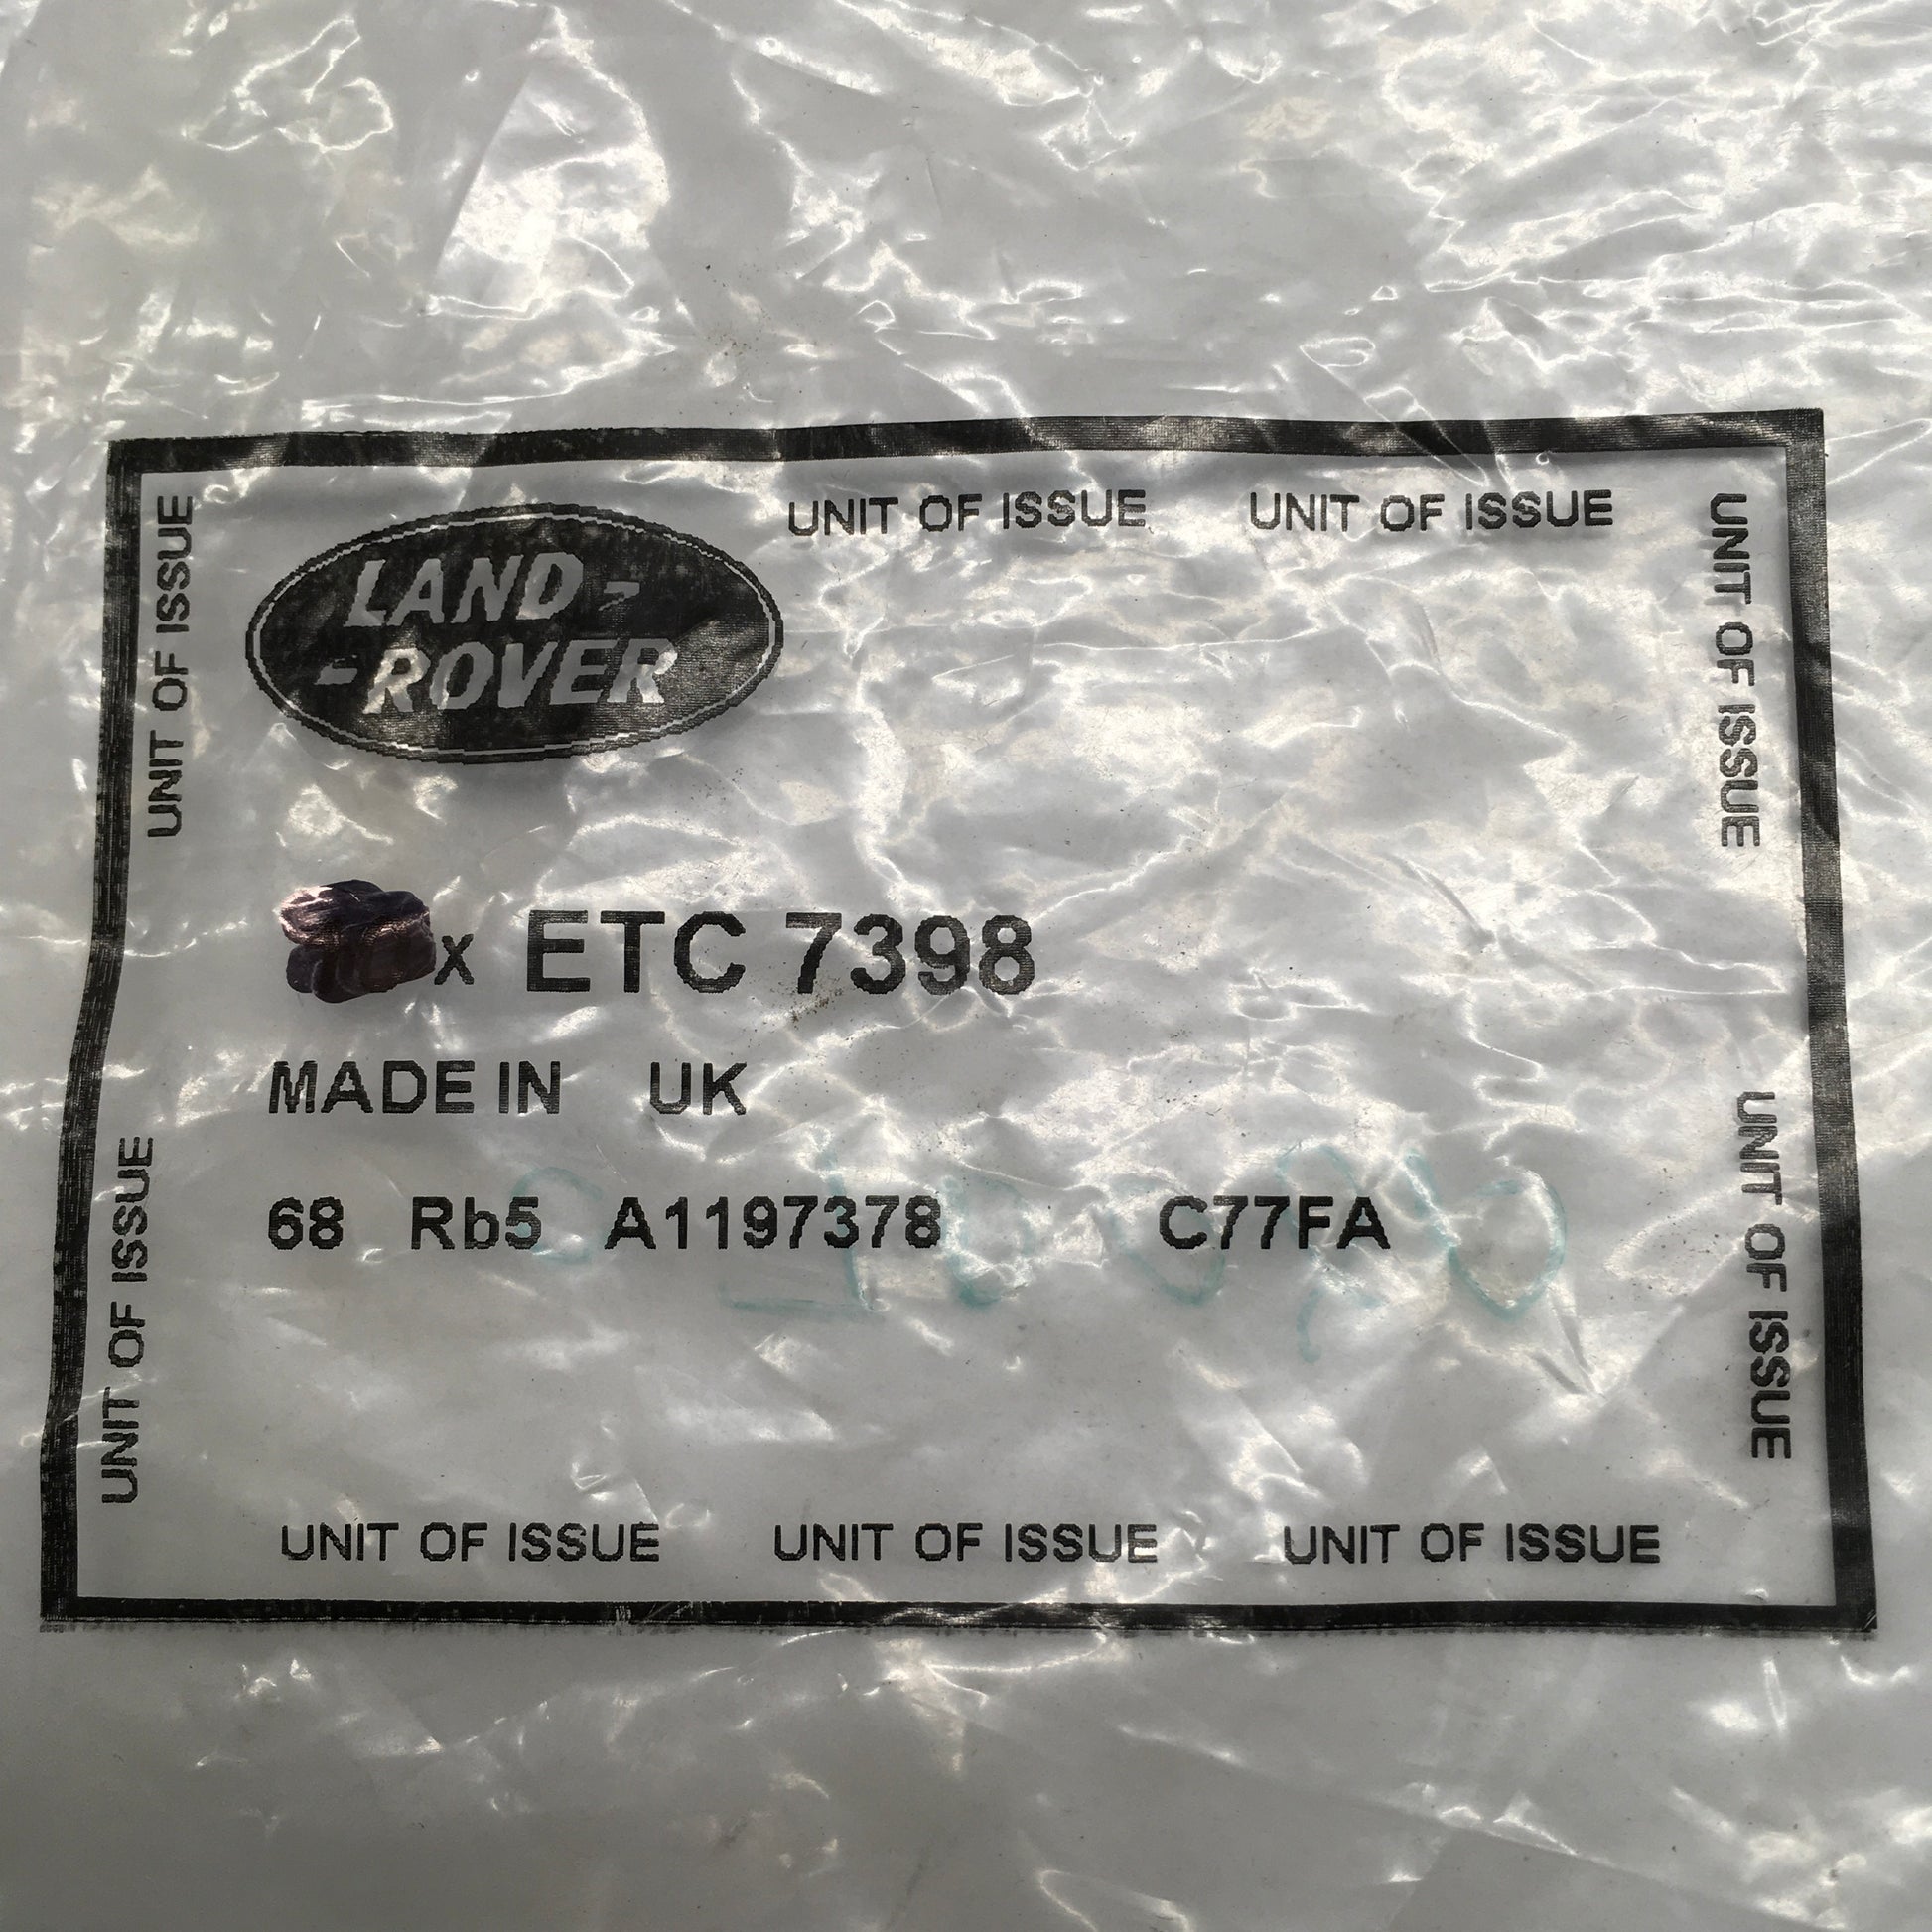 UNIT OF ISSUE UNIT OF ISSUE
UNIT OF ISSUE
UNIT OF ISSUE
LAND-
-ROVER
x ETC 7398
MADE IN UK
68 Rb5 A1197378 C77FA
UNIT OF ISSUE
UNIT OF ISSUE
UNIT OF ISSUE UNIT OF ISSUE UNIT OF ISSUE